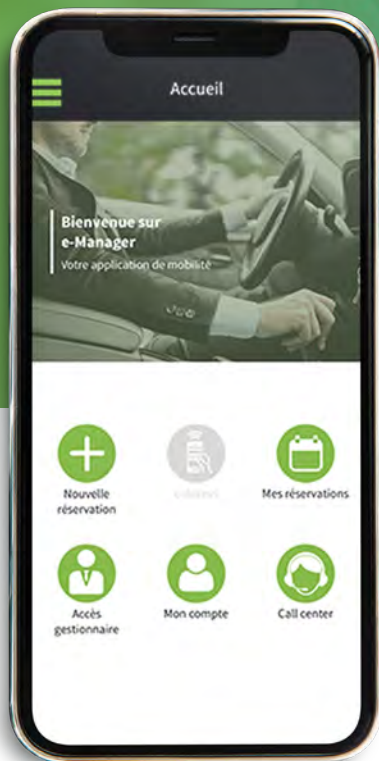 Accueil
Bienvenue sur
e-Manager
Votre application de mobilité
Nouvelle
réservation
Mes réservations
Accès
gestionnaire
Mon compte
Call center